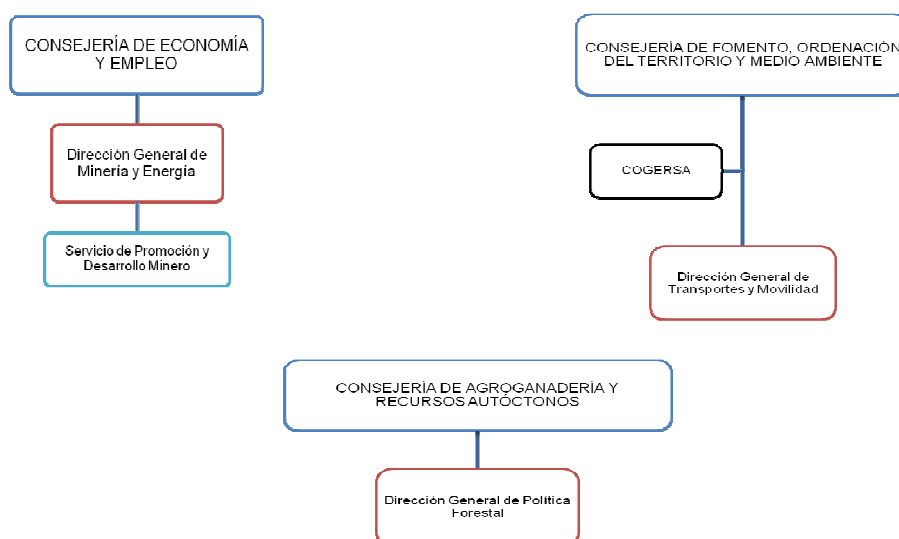 CONSEJERÍA DE ECONOMÍA
Y EMPLEO
Dirección General de
Minería y Energía
Servicio de Promoción y
Desarrollo Minero
CONSEJERÍA DE FOMENTO, ORDENACIÓN
DEL TERRITORIO Y MEDIO AMBIENTE
COGERSA
Dirección General de
Transportes y Movilidad
CONSEJERÍA DE AGROGANADERÍA Y
RECURSOS AUTÓCTONOS
Dirección General de Política
Forestal